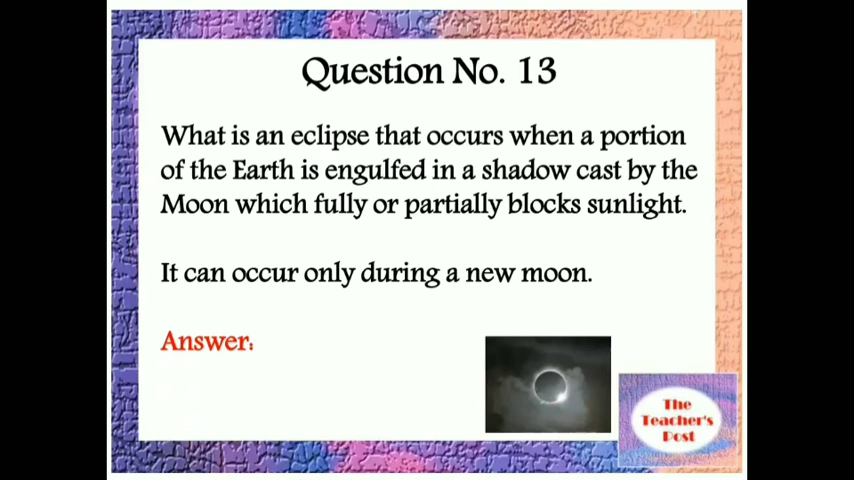 Question No. 13
What is an eclipse that occurs when a portion
of the Earth is engulfed in a shadow cast by the
Moon which fully or partially blocks sunlight.
It can occur only during a new moon.
Answer:
The
Teacher's
Post